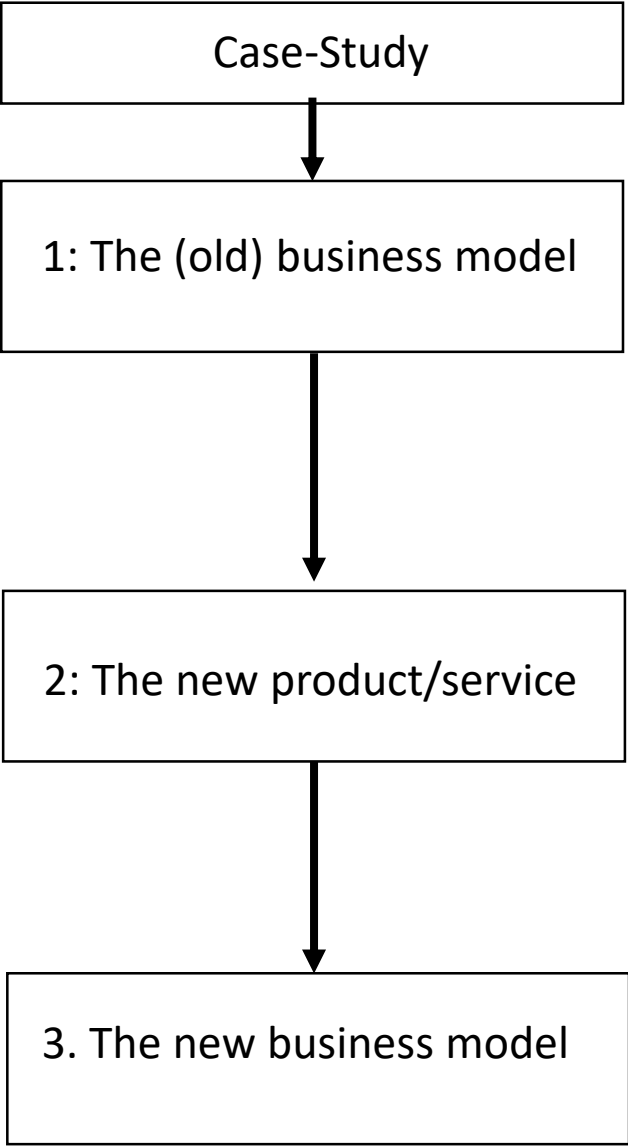 Case-Study
1: The (old) business model
2: The new product/service
3. The new business model